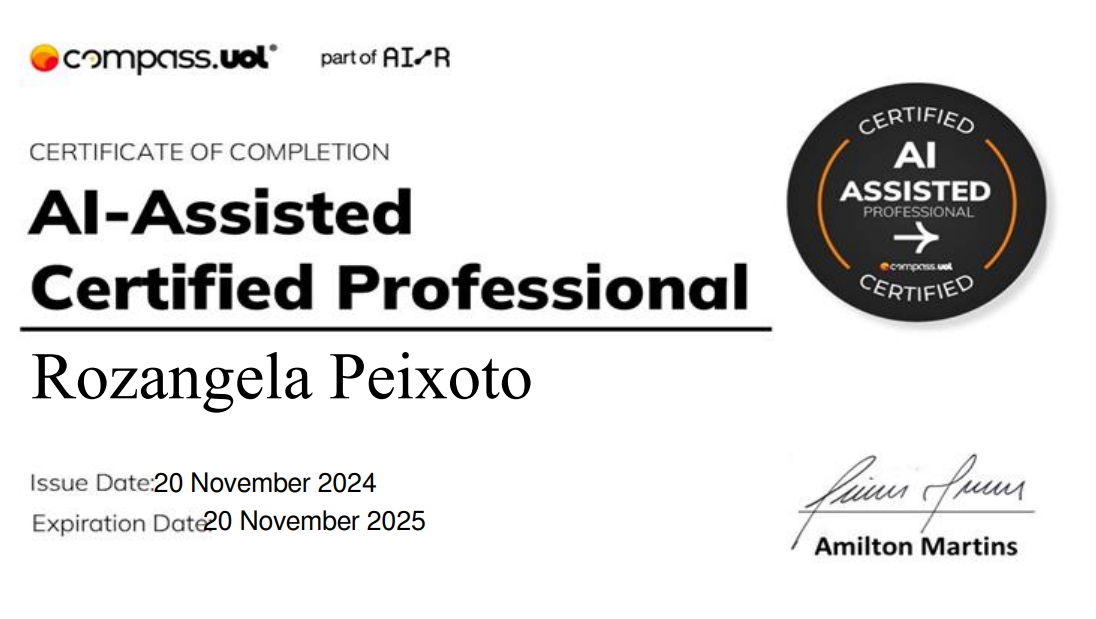 compass.uol
part of AI/R
CERTIFICATE OF COMPLETION
AI-Assisted
Certified Professional
Rozangela Peixoto
Issue Date:20 November 2024
Expiration Date:20 November 2025
CERTIFIED
AI
ASSISTED
PROFESSIONAL
compass.uol
CERTIFIED
Amilton Martins